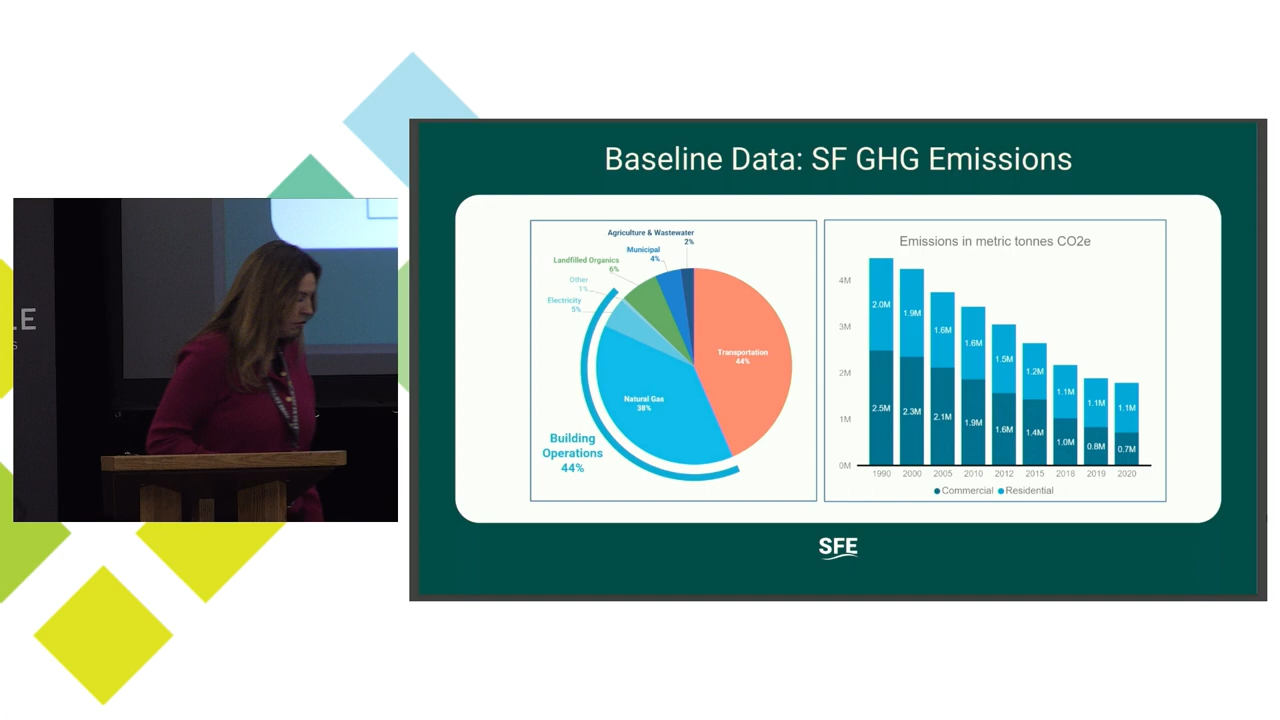 LE
S
Baseline Data: SF GHG Emissions
Agriculture & Wastewater
2%
Municipal
4%
Landfilled Organics
6%
Other
1%
Electricity
5%
Transportation
44%
Natural Gas
38%
Building
Operations
44%
Emissions in metric tonnes CO2e
4M
3M
2M
1M
0M
2.0M
1.9M
1.6M
1.6M
1.5M
1.2M
1.1M
1.1M
1.1M
2.5M
2.3M
2.1M
1.9M
1.6M
1.4M
1.0M
0.8M
0.7M
1990
2000
2005
2010
2012
2015
2018
2019
2020
Commercial
Residential
SFE